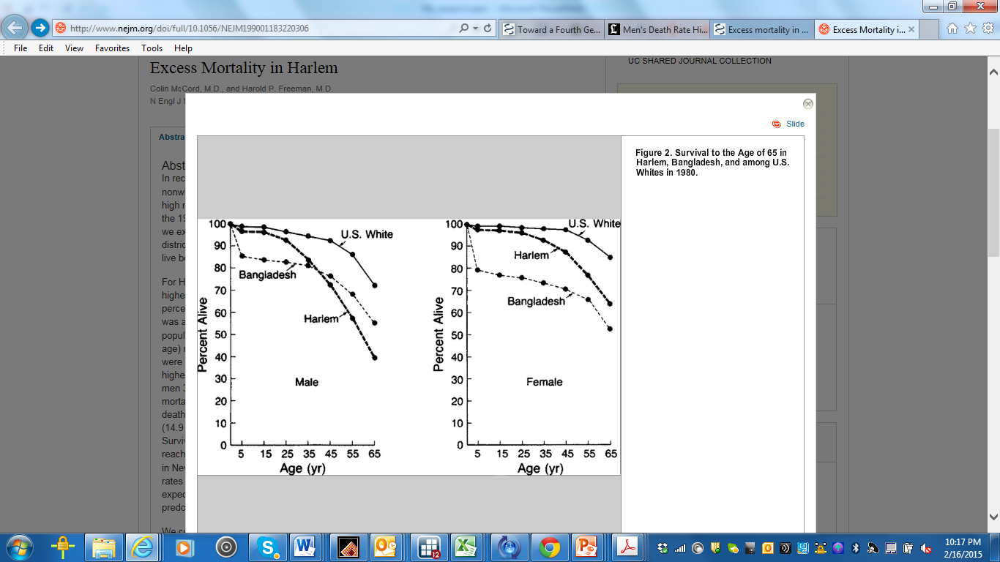 http://www.nejm.org/doi/full/10.1056/NEJM199001183220306
Toward a Fourth Ge...
Men's Death Rate Hi...
Excess mortality in ...
Excess Mortality i...
File Edit View Favorites Tools Help
Excess Mortality in Harlem
Colin McCord, M.D., and Harold P. Freeman, M.D.
N Engl J
UC SHARED JOURNAL COLLECTION
Slide
Abstra
Abst
In rec
nonw
high
the 19
we ex
distric
live be
For H
highe
perce
was a
popul
age)
were
highe
men 3
morta
death
(14.9
Surviv
reach
in Nev
rates
expec
predo
We c
Figure 2. Survival to the Age of 65 in
Harlem, Bangladesh, and among U.S.
Whites in 1980.
Percent Alive
100
90
80
70
60
50
40
30
20
10
0
U.S. White
Bangladesh
Harlem
Male
5 15 25 35 45 55 65
Age (yr)
Percent Alive
100
90
80
70
60
50
40
30
20
10
0
U.S. White
Harlem
Bangladesh
Female
5 15 25 35 45 55 65
Age (yr)
12
10:17 PM
2/16/2015